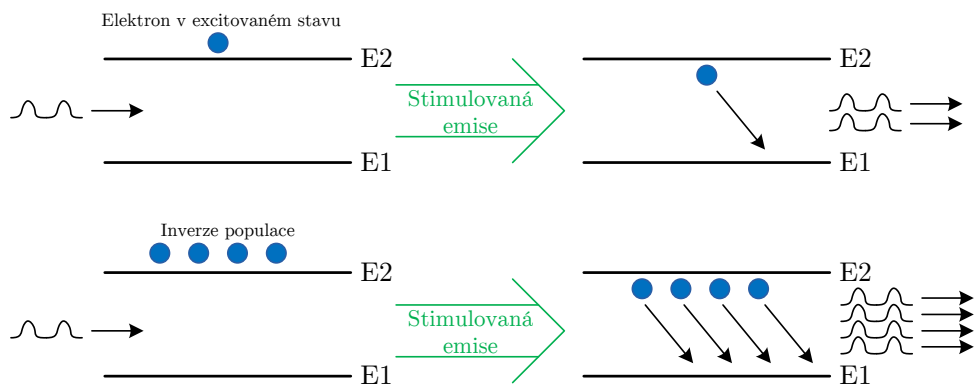 Elektron v excitovaném stavu
E2
E1
Stimulovaná
emise
E2
E1
Inverze populace
E2
E1
Stimulovaná
emise
E2
E1